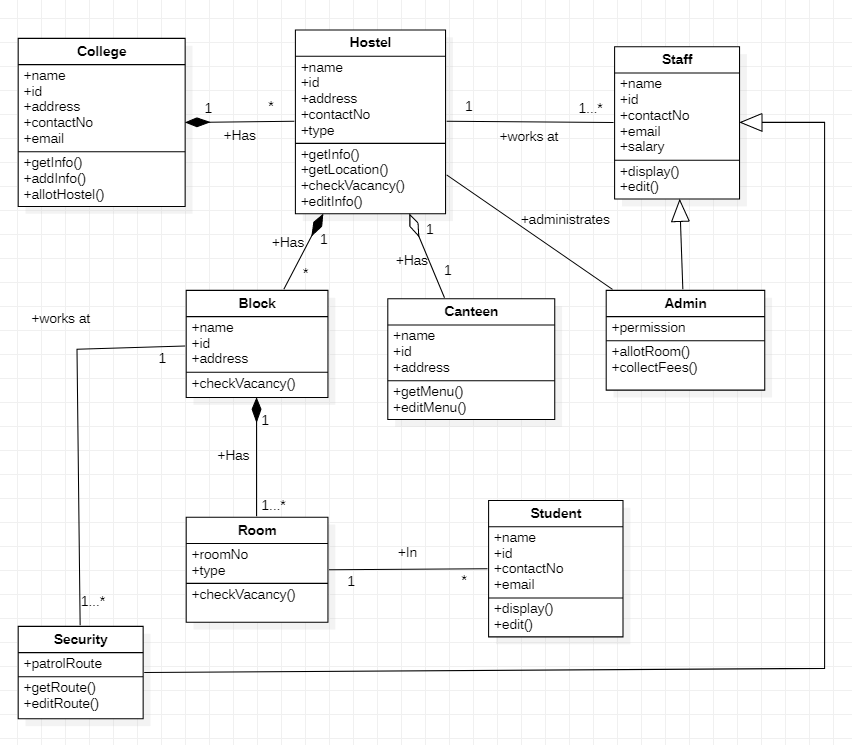 College
+name
+id
+address
+contactNo
+email
+getInfo()
+addInfo()
+allotHostel()
1
*
+Has
Hostel
+name
+id
+address
+contactNo
+type
+getInfo()
+getLocation()
+checkVacancy()
+editInfo()
1
1...*
+works at
Staff
+name
+id
+contactNo
+email
+salary
+display()
+edit()
+administrates
+Has
1
*
1
+Has
1
Block
+name
+id
+address
+checkVacancy()
Canteen
+name
+id
+address
+getMenu()
+editMenu()
Admin
+permission
+allotRoom()
+collectFees()
+works at
1
1
+Has
1...*
Room
+roomNo
+type
+checkVacancy()
+In
1
*
Student
+name
+id
+contactNo
+email
+display()
+edit()
1...*
Security
+patrolRoute
+getRoute()
+editRoute()